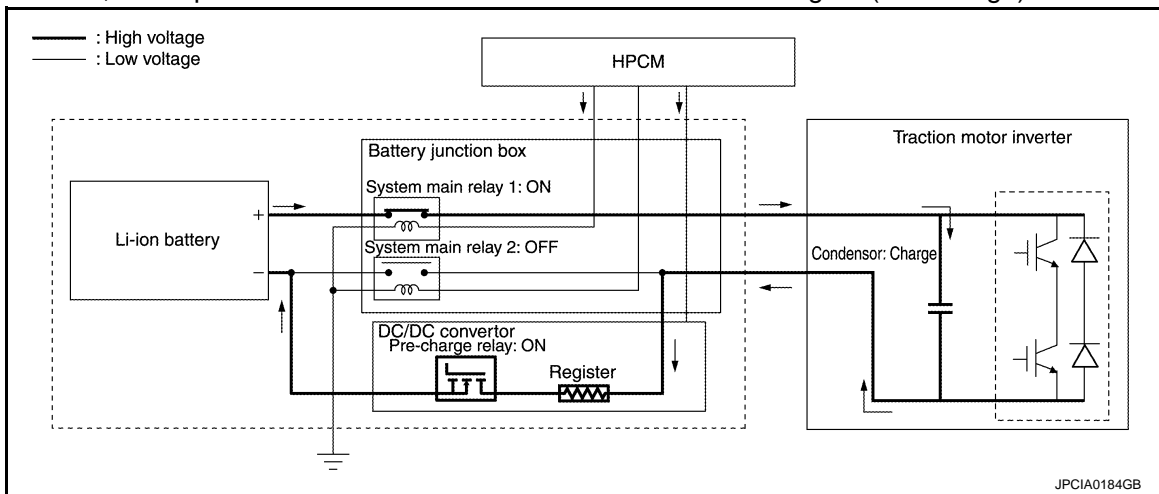 : High voltage
: Low voltage
HPCM
Traction motor inverter
Battery junction box
System main relay 1: ON
+
Li-ion battery
System main relay 2: OFF
Condensor: Charge
−
DC/DC convertor
Pre-charge relay: ON
Register
JPCIA0184GB